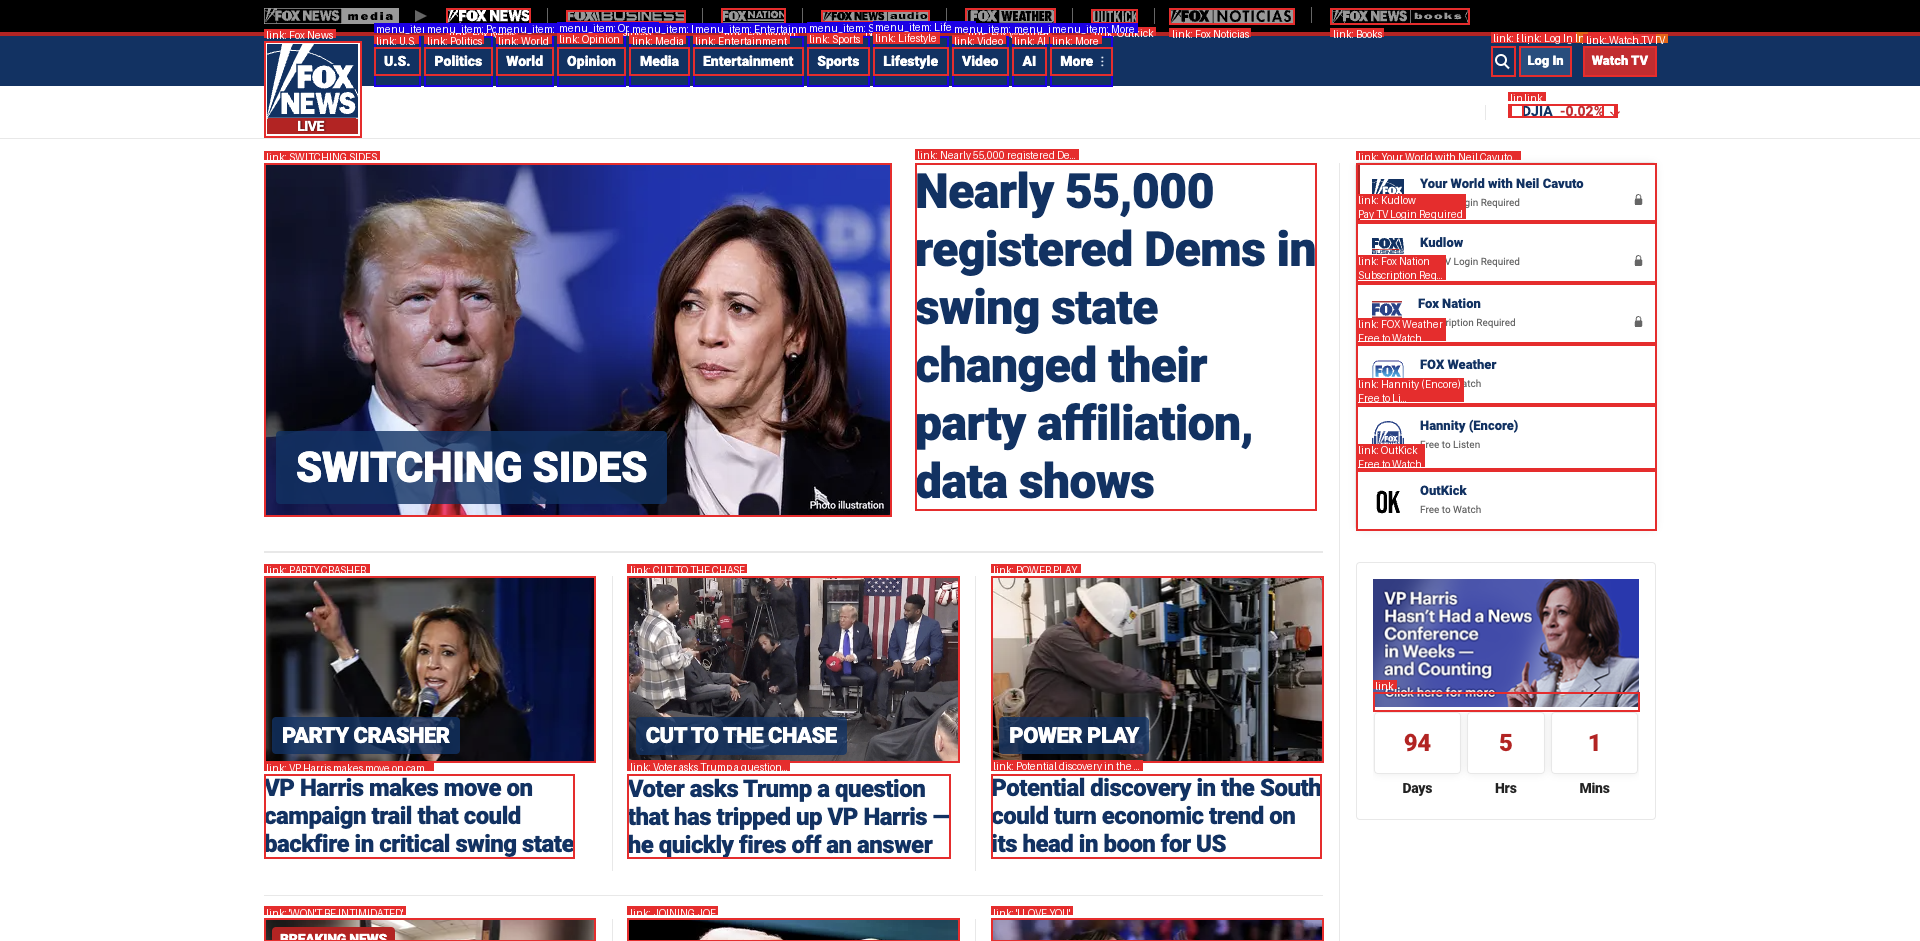 FOX NEWS media
FOX NEWS
FOX BUSINESS
FOX NATION
FOX NEWS audio
FOX WEATHER
OUTKICK
FOX NOTICIAS
FOX NEWS books
link: Fox News
link: U.S.
link: Politics
link: World
link: Opinion
link: Media
link: Entertainment
link: Sports
link: Lifestyle
link: Video
link: AI
link: More
link: Fox Noticias
link: Books
link: Log In
link: Watch TV
FOX NEWS
LIVE
U.S.
Politics
World
Opinion
Media
Entertainment
Sports
Lifestyle
Video
AI
More
Log In
Watch TV
DJIA -0.02%
link: SWITCHING SIDES
SWITCHING SIDES
Photo illustration
link: Nearly 55,000 registered De...
Nearly 55,000
registered Dems in
swing state
changed their
party affiliation,
data shows
link: Your World with Neil Cavuto
Your World with Neil Cavuto
gin Required
link: Kudlow
Pay TV Login Required
Kudlow
V Login Required
link: Fox Nation
Subscription Req...
Fox Nation
ription Required
link: FOX Weather
Free to Watch
FOX Weather
atch
link: Hannity (Encore)
Free to Li...
Hannity (Encore)
Free to Listen
link: OutKick
Free to Watch
OK
OutKick
Free to Watch
VP Harris
Hasn't Had a News
Conference
in Weeks —
and Counting
link:
Click here for more
94
5
1
Days
Hrs
Mins
link: PARTY CRASHER
PARTY CRASHER
link: VP Harris makes move on cam...
VP Harris makes move on
campaign trail that could
backfire in critical swing state
link: CUT TO THE CHASE
CUT TO THE CHASE
link: Voter asks Trump a question...
Voter asks Trump a question
that has tripped up VP Harris —
he quickly fires off an answer
link: POWER PLAY
POWER PLAY
link: Potential discovery in the ...
Potential discovery in the South
could turn economic trend on
its head in boon for US
link: 'WON'T BE INTIMIDATED'
BREAKING NEWS
link: JOINING JOE
link: 'I LOVE YOU'